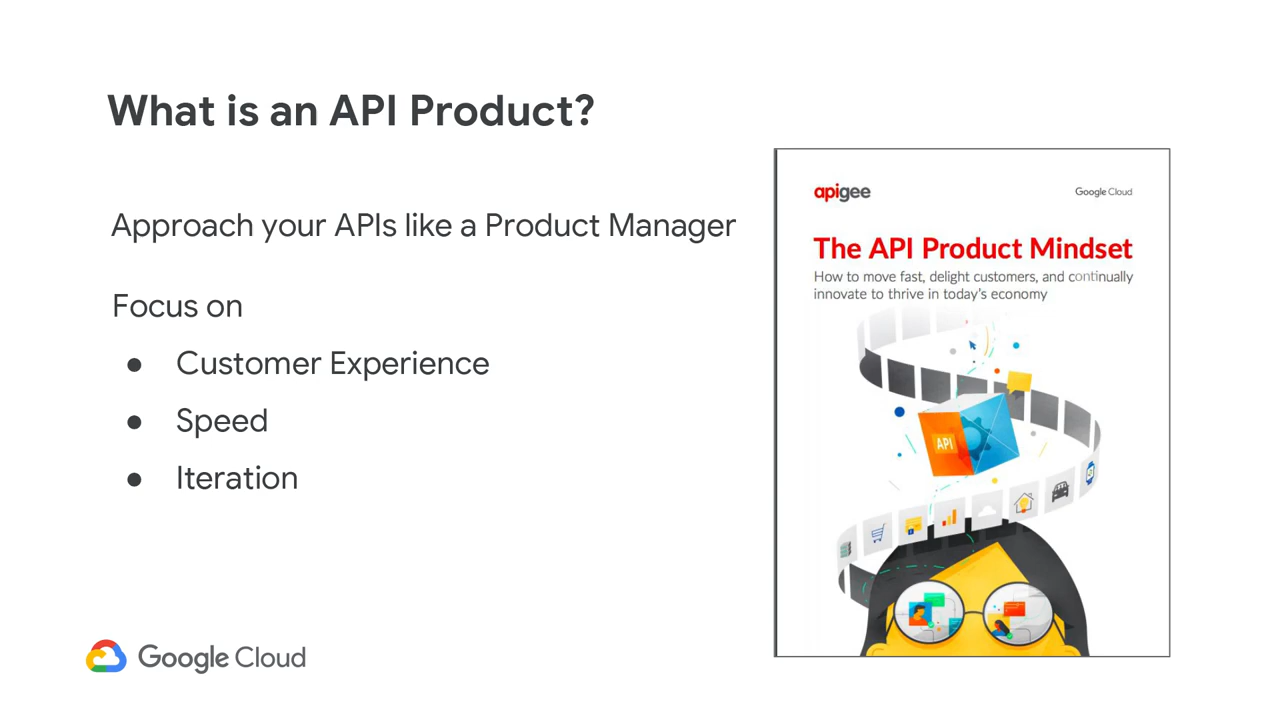 What is an API Product?
Approach your APIs like a Product Manager
Focus on
● Customer Experience
● Speed
● Iteration
apigee
Google Cloud
The API Product Mindset
How to move fast, delight customers, and continually
innovate to thrive in today's economy
API
Google Cloud